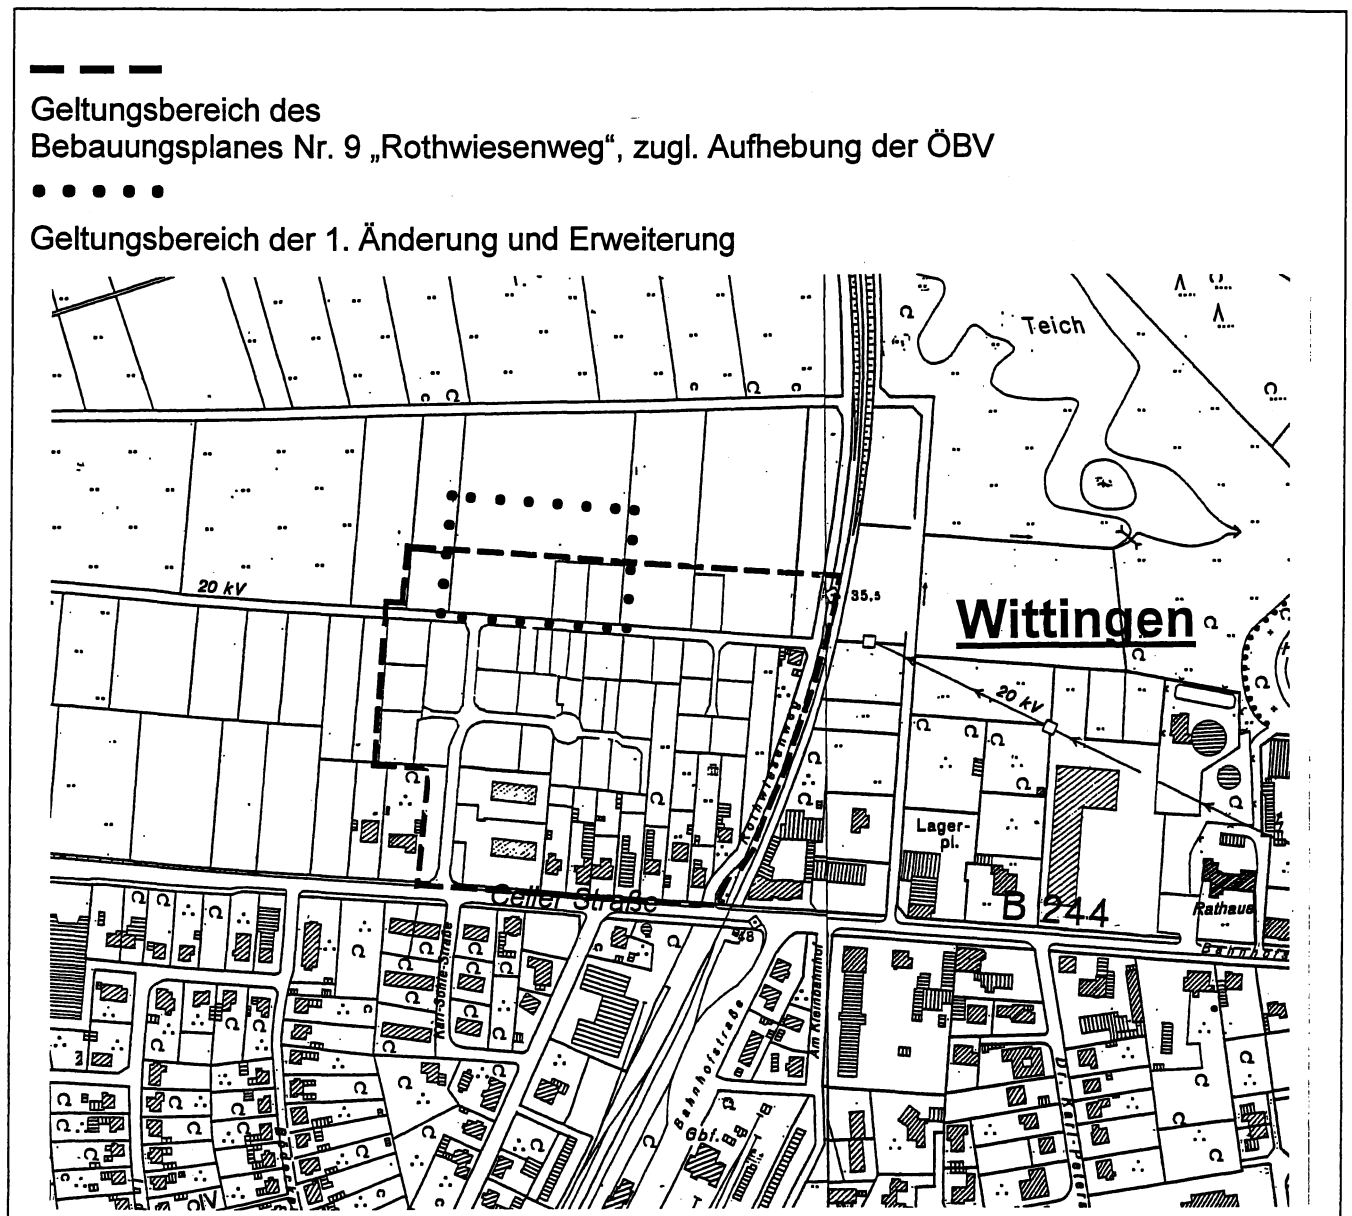 Geltungsbereich des
Bebauungsplanes Nr. 9 „Rothwiesenweg“, zugl. Aufhebung der ÖBV
Geltungsbereich der 1. Änderung und Erweiterung
Teich
20 kV
35,5
Wittingen
20 kV
Rothwiesenweg
Lager-
pl.
Celler Straße
B 244
Rathaus
48
Bahnhofs
Karl-Söhle-Straße
Am Kleinbahnhof
Bahnhofstraße
Gbf.